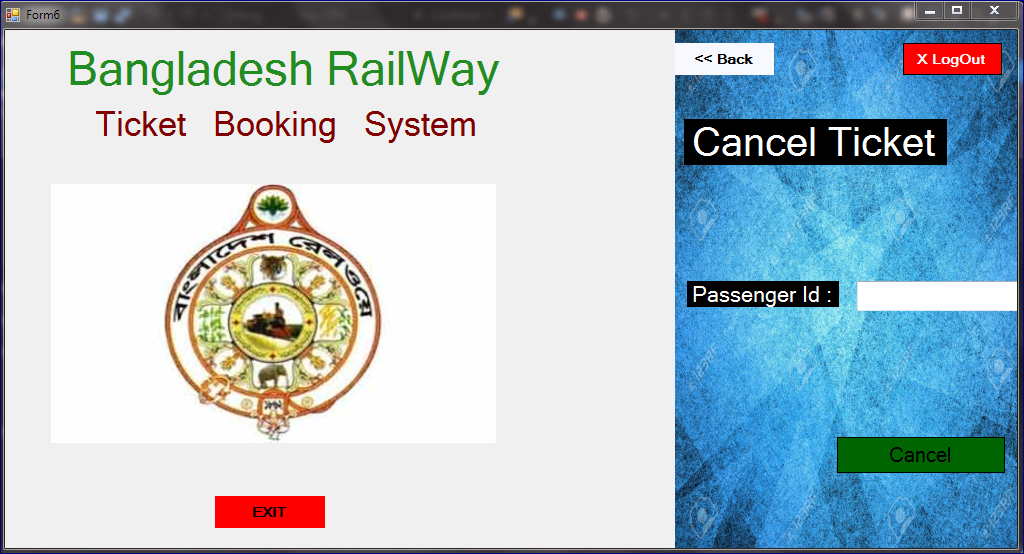 Form6
Bangladesh RailWay
Ticket Booking System
বাংলাদেশ রেলওয়ে
EXIT
<< Back
X LogOut
Cancel Ticket
Passenger Id :
Cancel